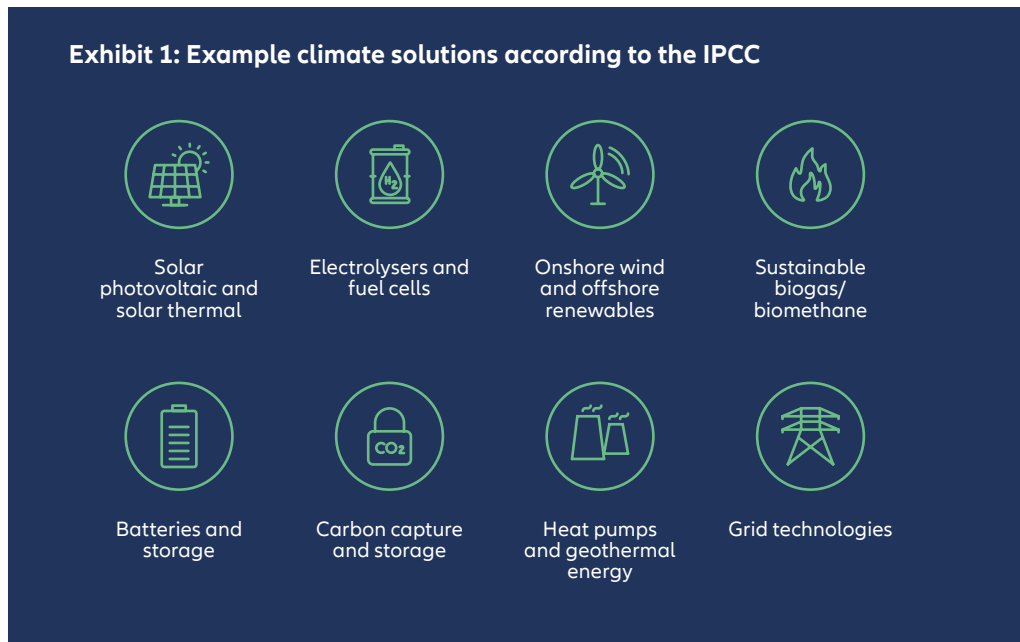 Exhibit 1: Example climate solutions according to the IPCC
H2
Solar
photovoltaic and
solar thermal
Electrolysers and
fuel cells
Onshore wind
and offshore
renewables
Sustainable
biogas/
biomethane
CO2
Batteries and
storage
Carbon capture
and storage
Heat pumps
and geothermal
energy
Grid technologies